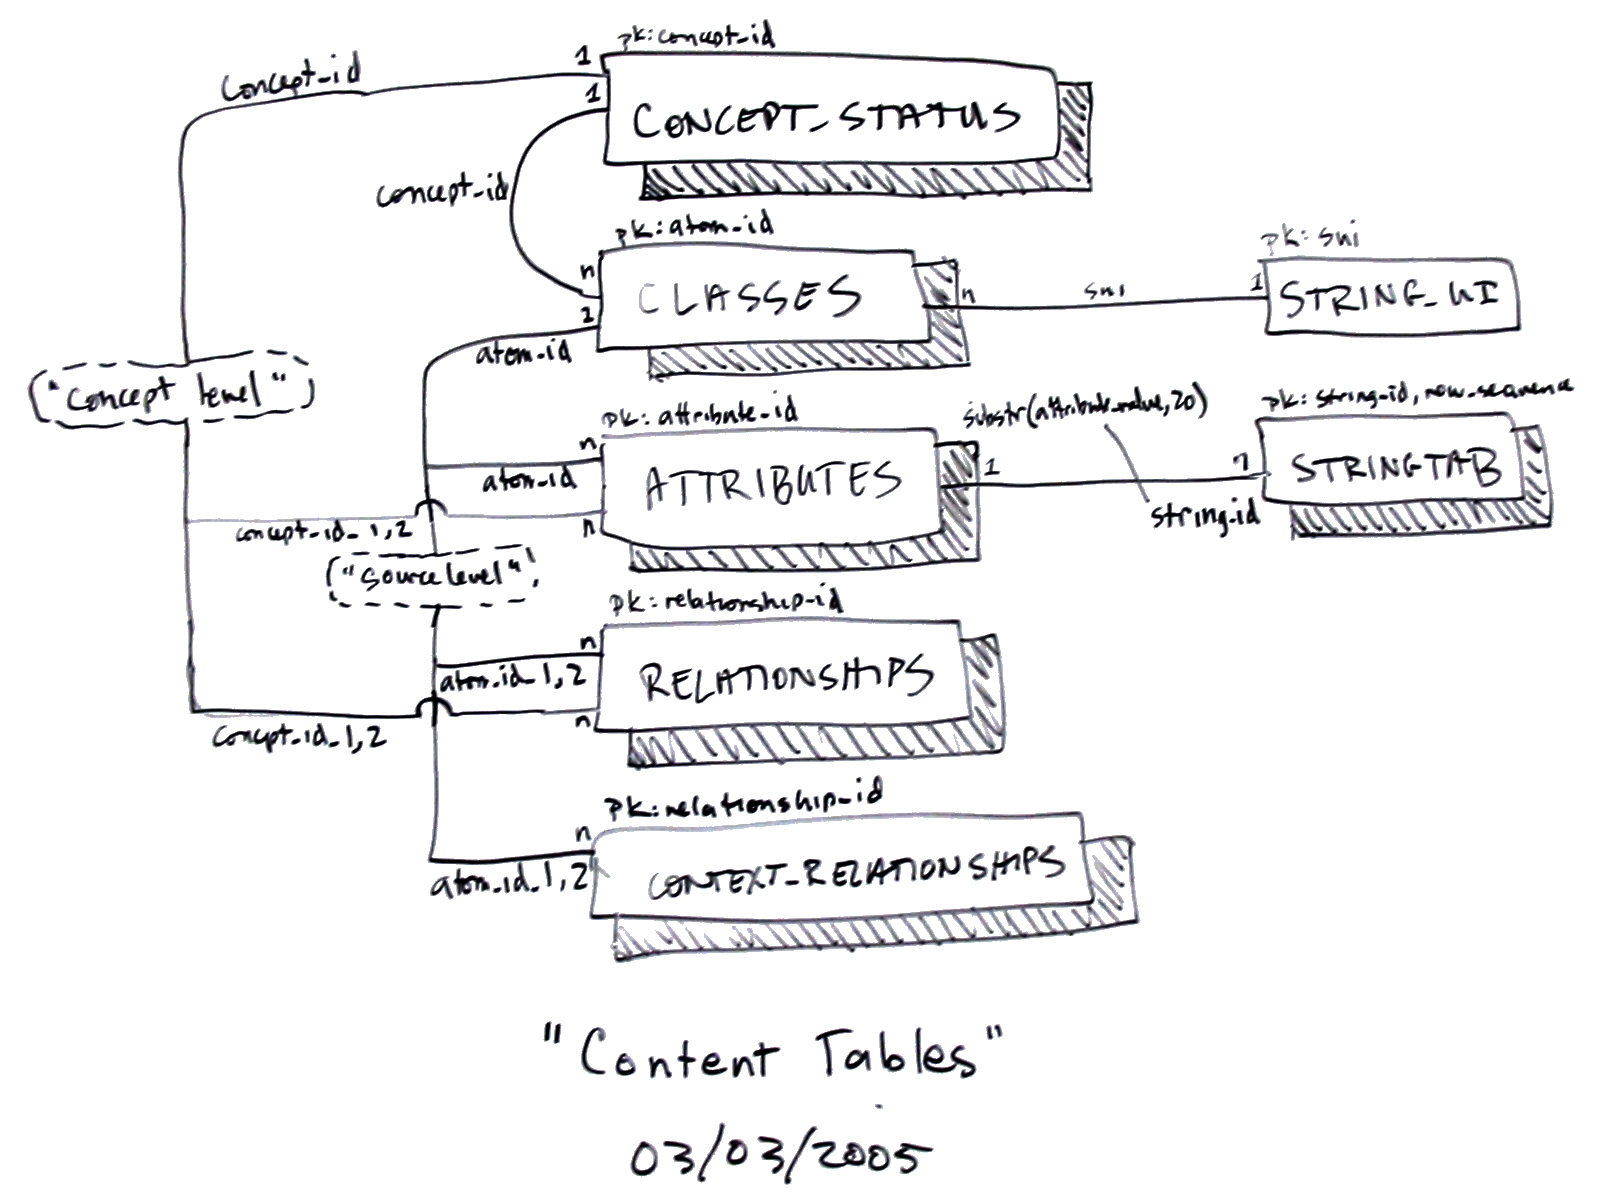 pk: concept_id
concept_id
1
1
CONCEPT_STATUS
concept_id
pk: atom_id
n
CLASSES
1
atom_id
n
sui
1
pk: sui
STRING_UI
"Concept level"
pk: attribute_id
n
atom_id
ATTRIBUTES
n
concept_id_1,2
substr(attribute_value,20)
1
n
string_id
pk: string_id, row_sequence
STRINGTAB
"Source level"
pk: relationship_id
n
atom_id_1,2
RELATIONSHIPS
n
concept_id_1,2
pk: relationship_id
n
atom_id_1,2
CONTEXT_RELATIONSHIPS
"Content Tables"
03/03/2005